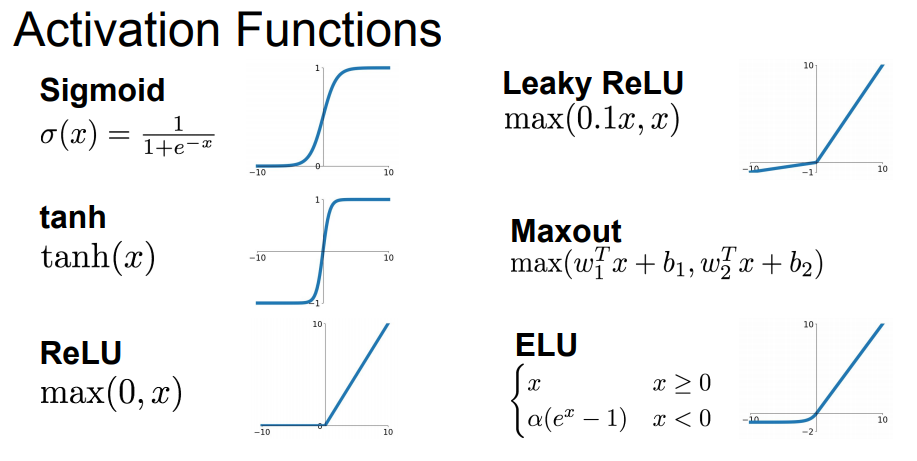 Activation Functions
Sigmoid
σ(x) = 1/(1+e^−x)
1
0
−10
10
tanh
tanh(x)
1
−10
10
−1
ReLU
max(0, x)
10
0
−10
10
Leaky ReLU
max(0.1x, x)
10
−10
−1
10
Maxout
max(w₁ᵀx + b₁, w₂ᵀx + b₂)
ELU
x x ≥ 0
α(eˣ − 1) x < 0
10
−10
−2
10